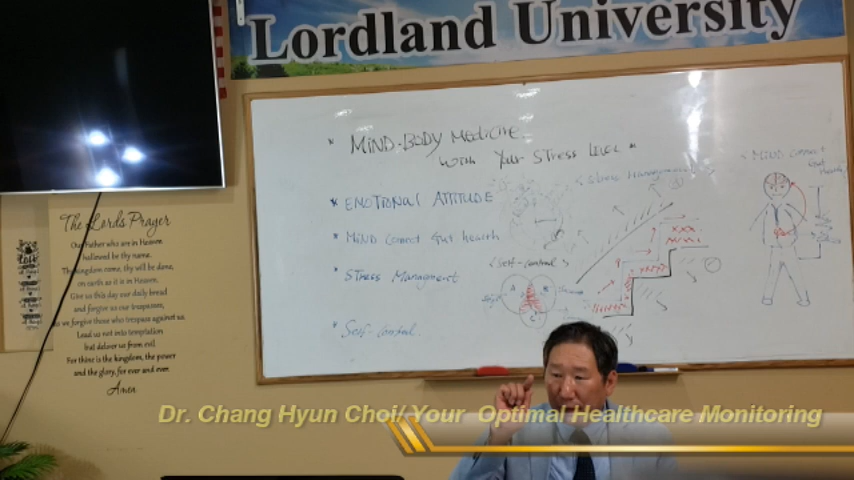 Lordland University
* MIND-BODY MEDICINE
With Your STRESS Level "
* EMOTIONAL ATTITUDE
* MIND CONNCT GUT HEALTH
* STRESS MANAGMENT
* Self-control.
< Stress Management >
< Self-control >
A
B
C
* MIND CONNCT
Gut
Health
The Lord's Prayer
Our Father who are in Heaven
hallowed be thy name.
Thy kingdom come, thy will be done,
on earth as it is in Heaven.
Give us this day our daily bread
and forgive us our trespasses,
as we forgive those who trespass against us.
Lead us not into temptation
but deliver us from evil.
For thine is the kingdom, the power
and the glory, for ever and ever
Amen
Dr. Chang Hyun Choi/ Your Optimal Healthcare Monitoring